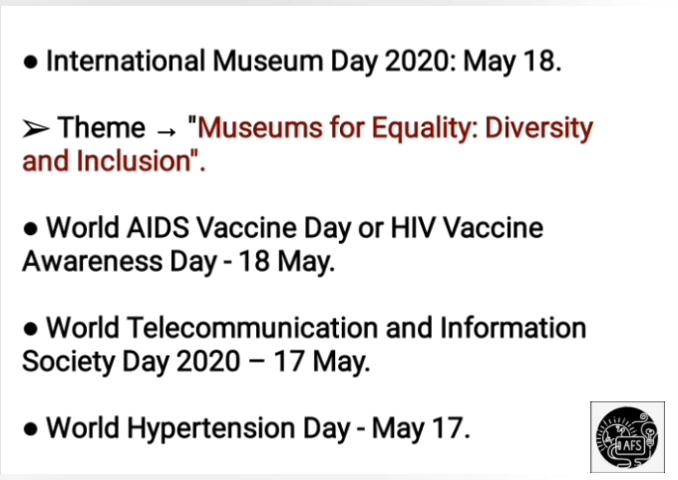 ● International Museum Day 2020: May 18.
➢ Theme → "Museums for Equality: Diversity
and Inclusion".
● World AIDS Vaccine Day or HIV Vaccine
Awareness Day - 18 May.
● World Telecommunication and Information
Society Day 2020 – 17 May.
● World Hypertension Day - May 17.
AFS